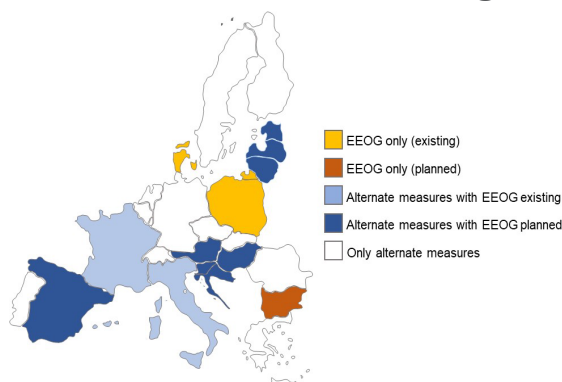 EEOG only (existing)
EEOG only (planned)
Alternate measures with EEOG existing
Alternate measures with EEOG planned
Only alternate measures